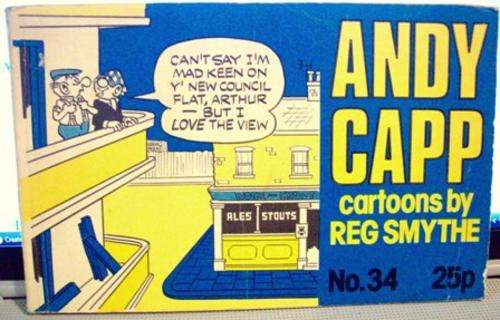 CAN'T SAY I'M
MAD KEEN ON
Y' NEW COUNCIL
FLAT, ARTHUR
— BUT I
LOVE THE VIEW
ALES STOUTS
ANDY
CAPP
cartoons by
REG SMYTHE
No.34 25p